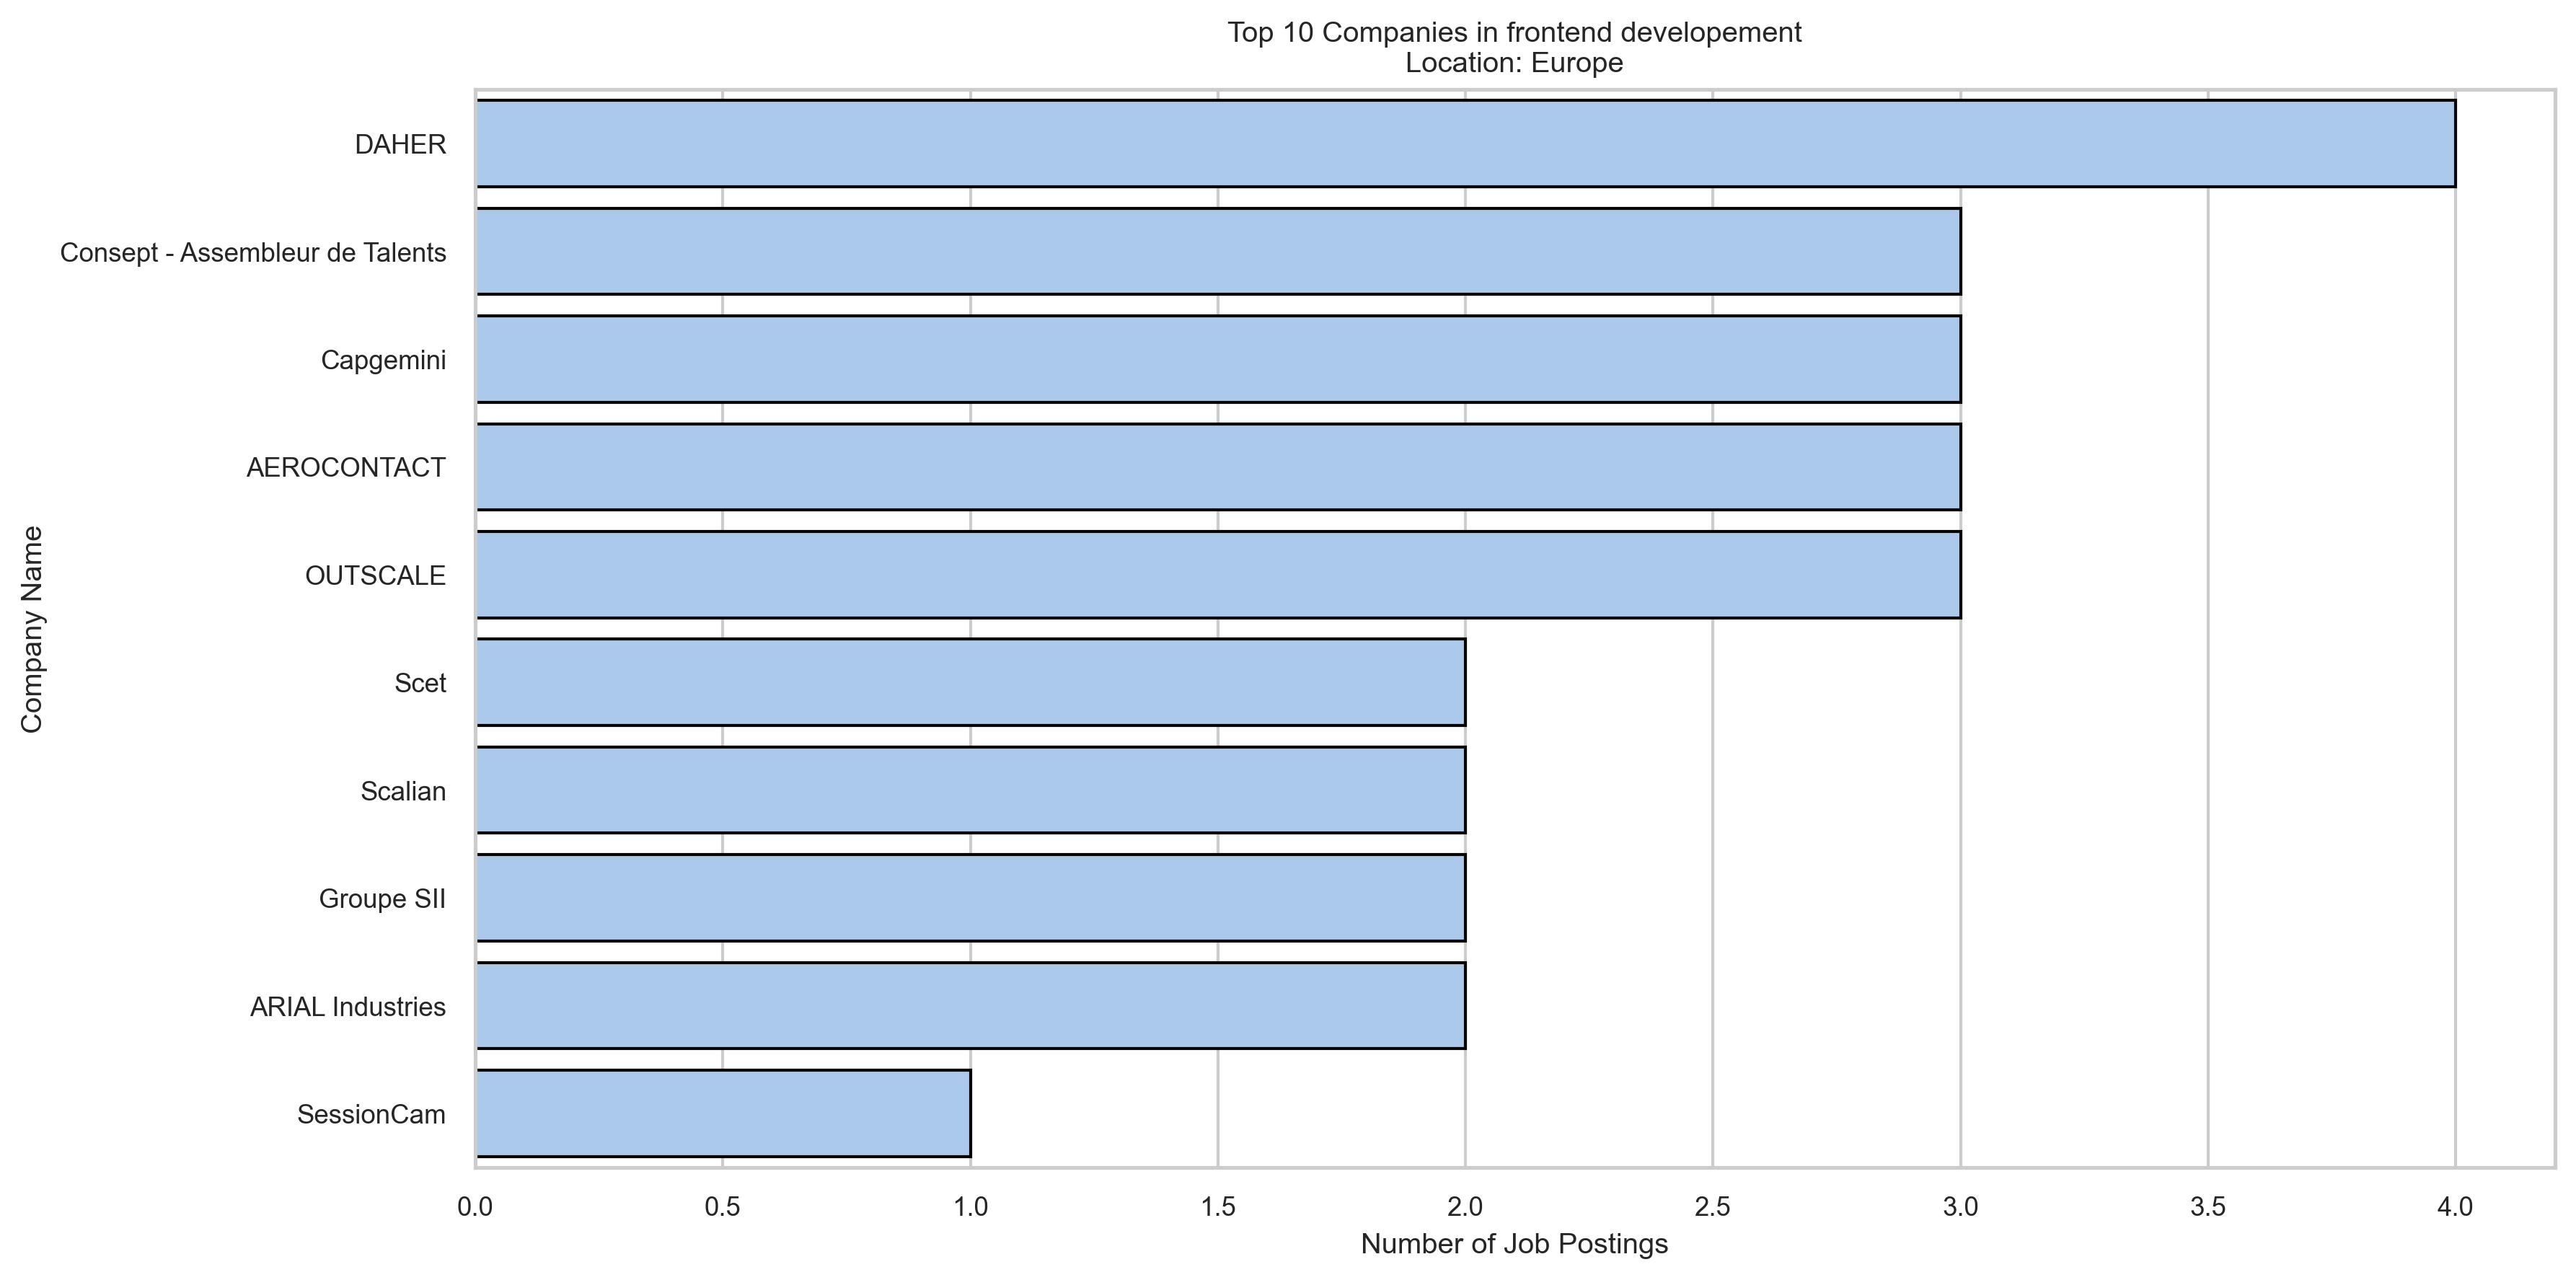 Top 10 Companies in frontend developement
Location: Europe
Company Name
DAHER
Consept - Assembleur de Talents
Capgemini
AEROCONTACT
OUTSCALE
Scet
Scalian
Groupe SII
ARIAL Industries
SessionCam
0.0 0.5 1.0 1.5 2.0 2.5 3.0 3.5 4.0
Number of Job Postings